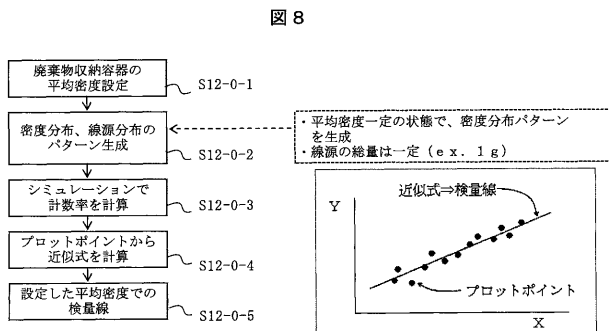 図8
廃棄物収納容器の
平均密度設定
S12-0-1
密度分布、線源分布の
パターン生成
S12-0-2
・平均密度一定の状態で、密度分布パターン
を生成
・線源の総量は一定(ex.1g)
シミュレーションで
計数率を計算
S12-0-3
プロットポイントから
近似式を計算
S12-0-4
設定した平均密度での
検量線
S12-0-5
Y
近似式⇒検量線
プロットポイント
X